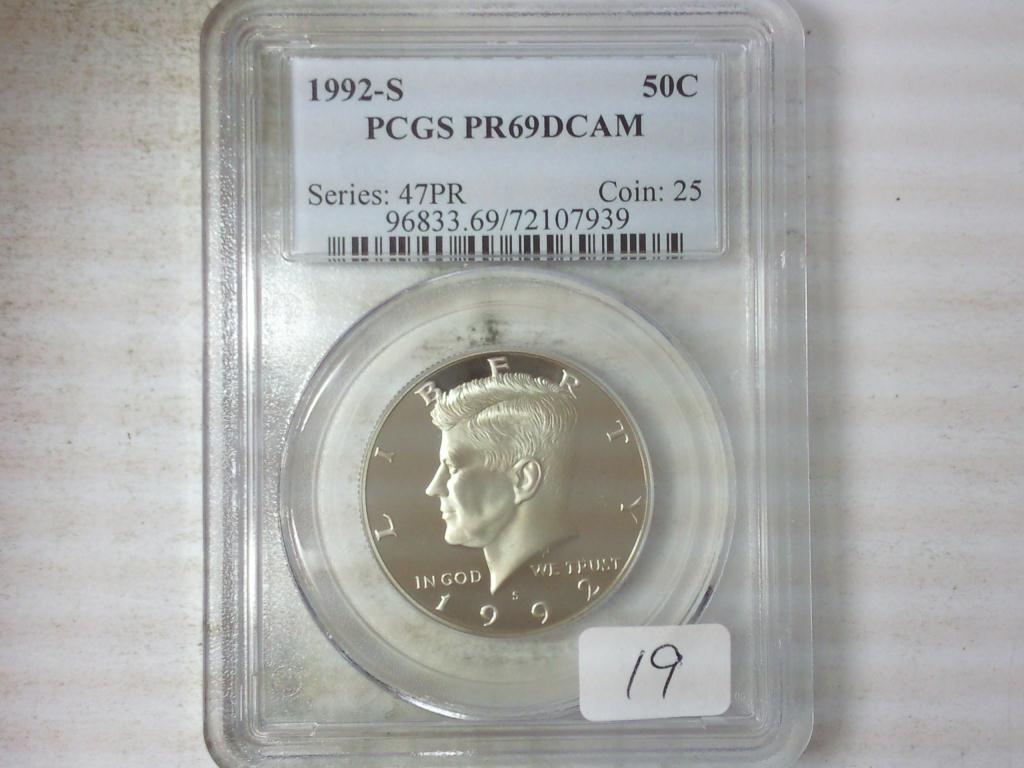 1992-S 50C
PCGS PR69DCAM
Series: 47PR Coin: 25
96833.69/72107939
LIBERTY
IN GOD WE TRUST
S
1992
19